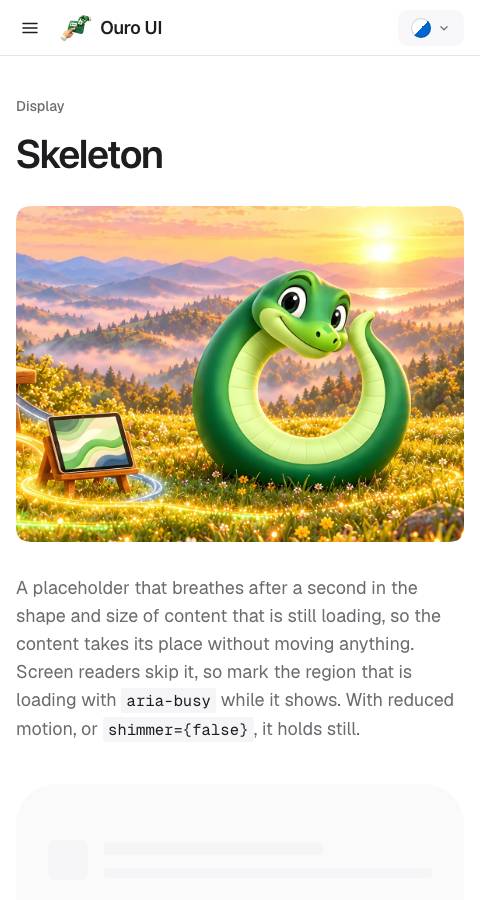 Ouro UI
Display
Skeleton
A placeholder that breathes after a second in the
shape and size of content that is still loading, so the
content takes its place without moving anything.
Screen readers skip it, so mark the region that is
loading with aria-busy while it shows. With reduced
motion, or shimmer={false}, it holds still.